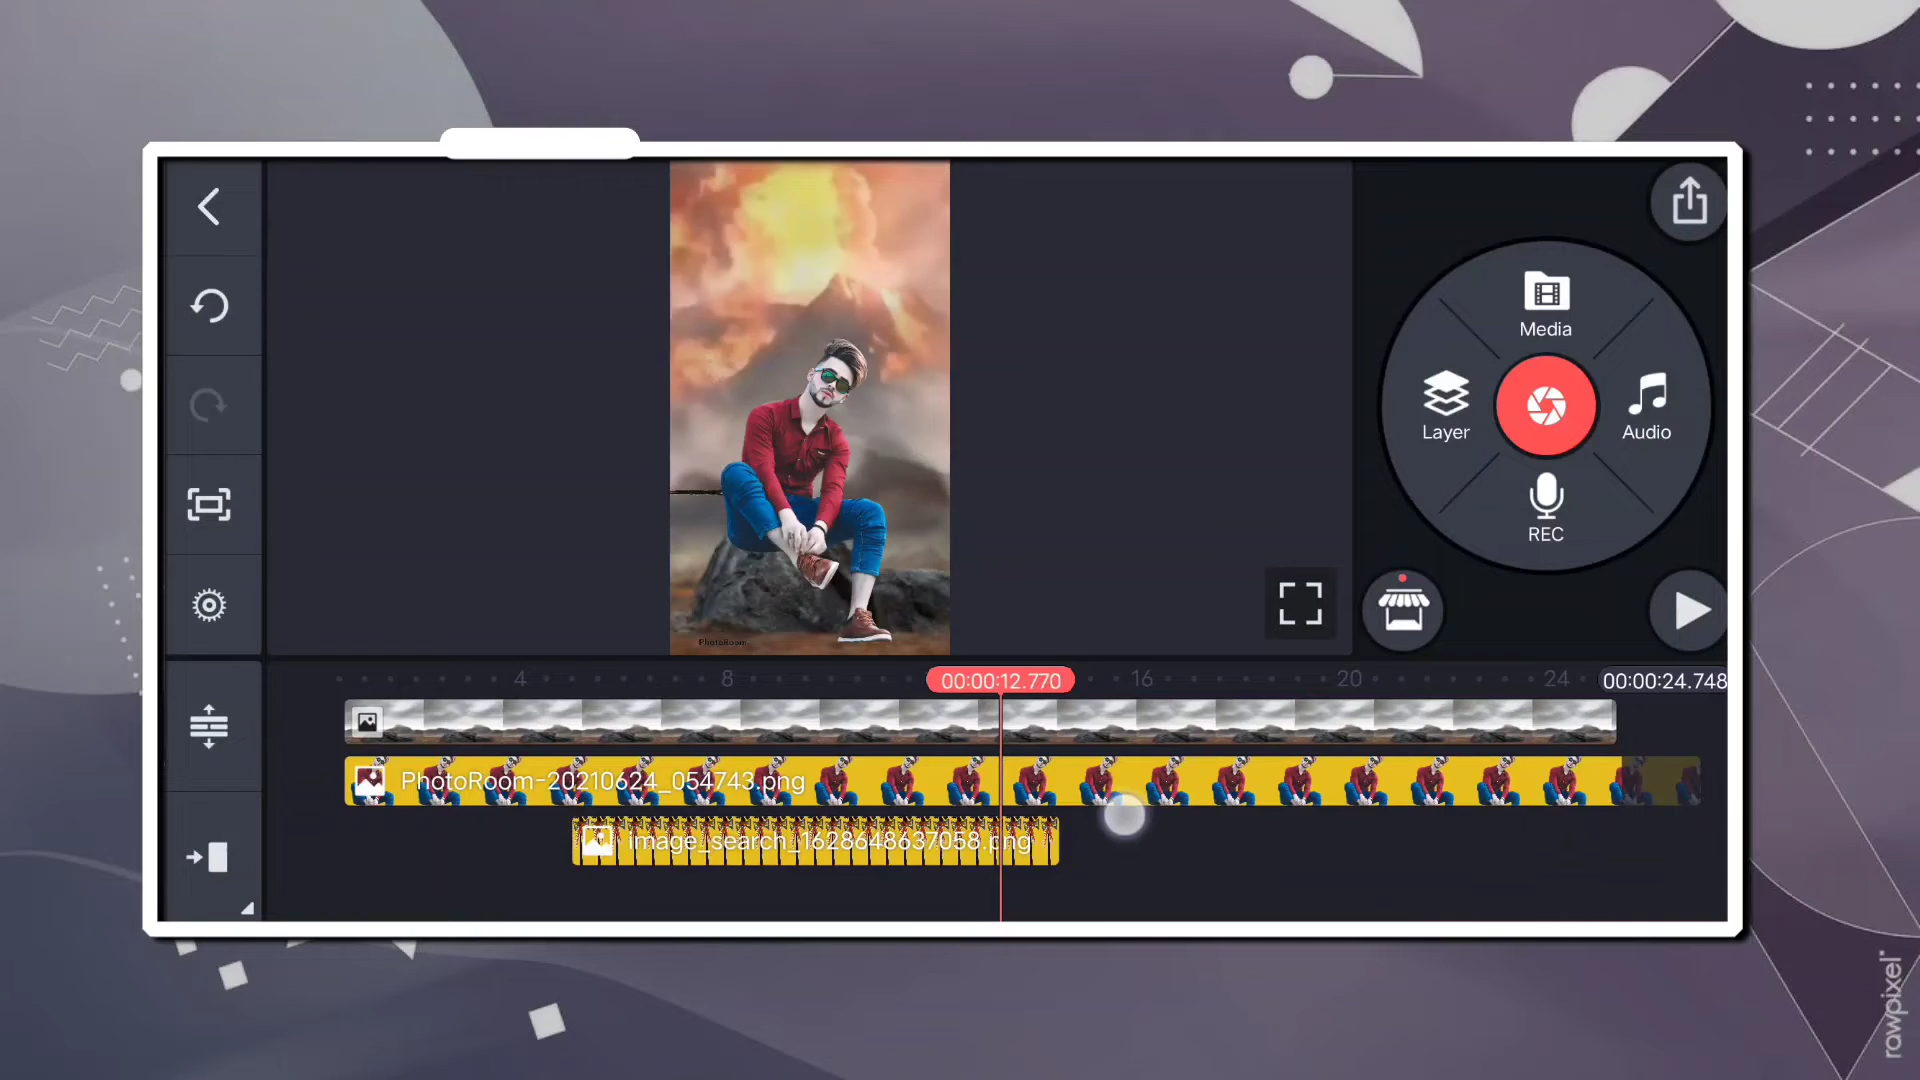 Media
Layer
Audio
REC
PhotoRoom
4
8
00:00:12.770
16
20
24
00:00:24.748
PhotoRoom-20210624_054743.png
image_search_1628648637058.png
rawpixel